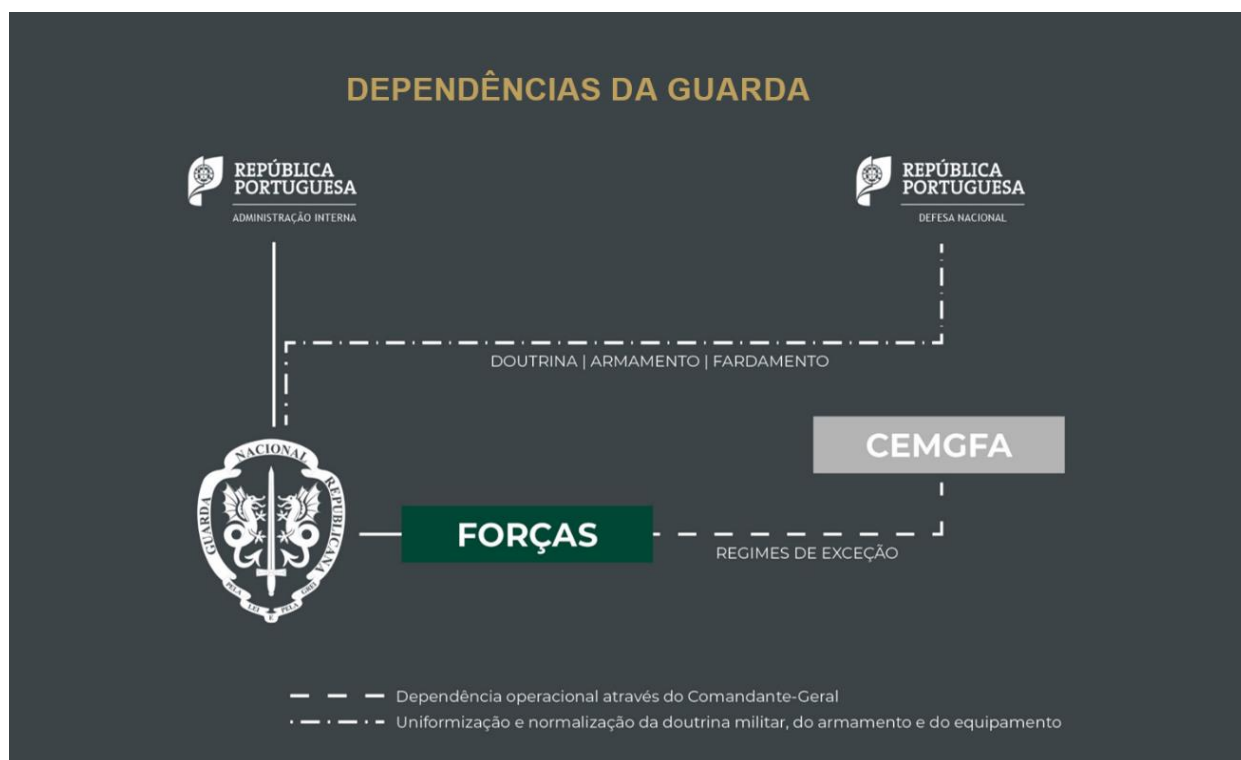 DEPENDÊNCIAS DA GUARDA
REPÚBLICA
PORTUGUESA
ADMINISTRAÇÃO INTERNA
REPÚBLICA
PORTUGUESA
DEFESA NACIONAL
DOUTRINA | ARMAMENTO | FARDAMENTO
CEMGFA
GUARDA NACIONAL REPUBLICANA
PELA LEI E PELA GREI
FORÇAS
REGIMES DE EXCEÇÃO
Dependência operacional através do Comandante-Geral
Uniformização e normalização da doutrina militar, do armamento e do equipamento